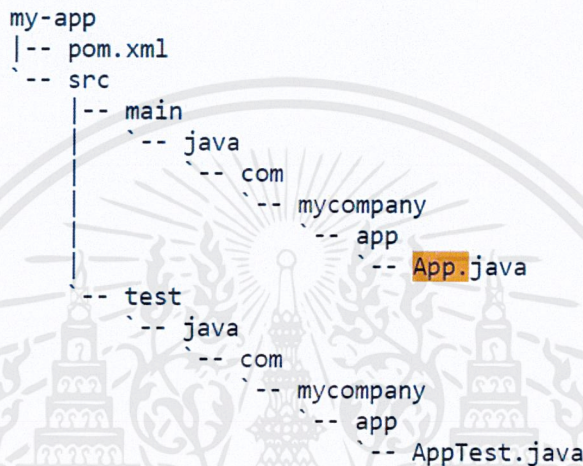 my-app
|-- pom.xml
`-- src
    |-- main
    |   `-- java
    |       `-- com
    |           `-- mycompany
    |               `-- app
    |                   `-- App.java
    `-- test
        `-- java
            `-- com
                `-- mycompany
                    `-- app
                        `-- AppTest.java